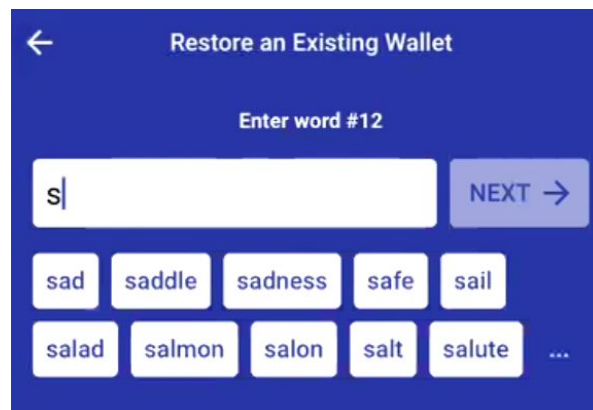 Restore an Existing Wallet
Enter word #12
s
NEXT →
sad saddle sadness safe sail
salad salmon salon salt salute ...